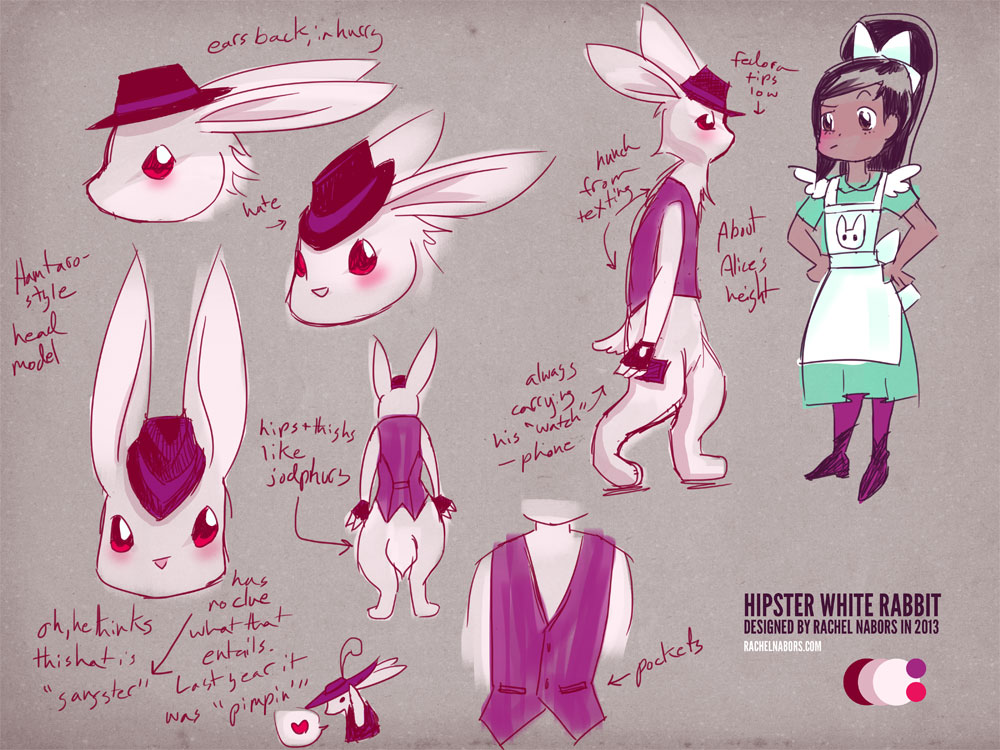 ears back, in hurry
fedora
tips
low
hate
hunch
from
texting
About
Alice's
height
Hamtaro-
style
head
model
always
carrying
his "watch"
- phone
hips + thighs
like
jodphurs
oh, he thinks
this hat is
"gangster"
has
no clue
what that
entails.
Last year it
was "pimpin'"
pockets
HIPSTER WHITE RABBIT
DESIGNED BY RACHEL NABORS IN 2013
RACHELNABORS.COM